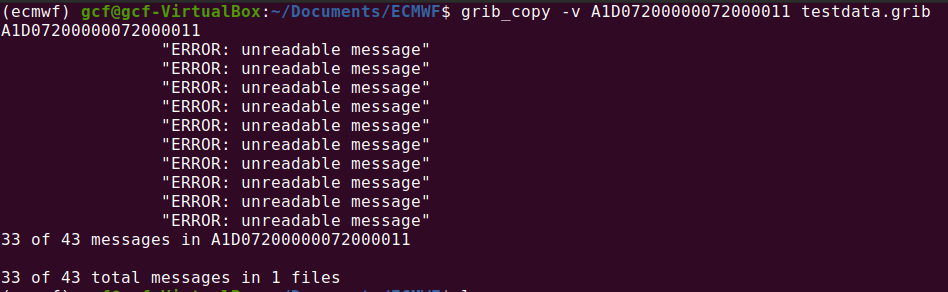 (ecmwf) gcf@gcf-VirtualBox:~/Documents/ECMWF$ grib_copy -v A1D07200000072000011 testdata.grib
A1D07200000072000011
"ERROR: unreadable message"
"ERROR: unreadable message"
"ERROR: unreadable message"
"ERROR: unreadable message"
"ERROR: unreadable message"
"ERROR: unreadable message"
"ERROR: unreadable message"
"ERROR: unreadable message"
"ERROR: unreadable message"
"ERROR: unreadable message"
33 of 43 messages in A1D07200000072000011
33 of 43 total messages in 1 files